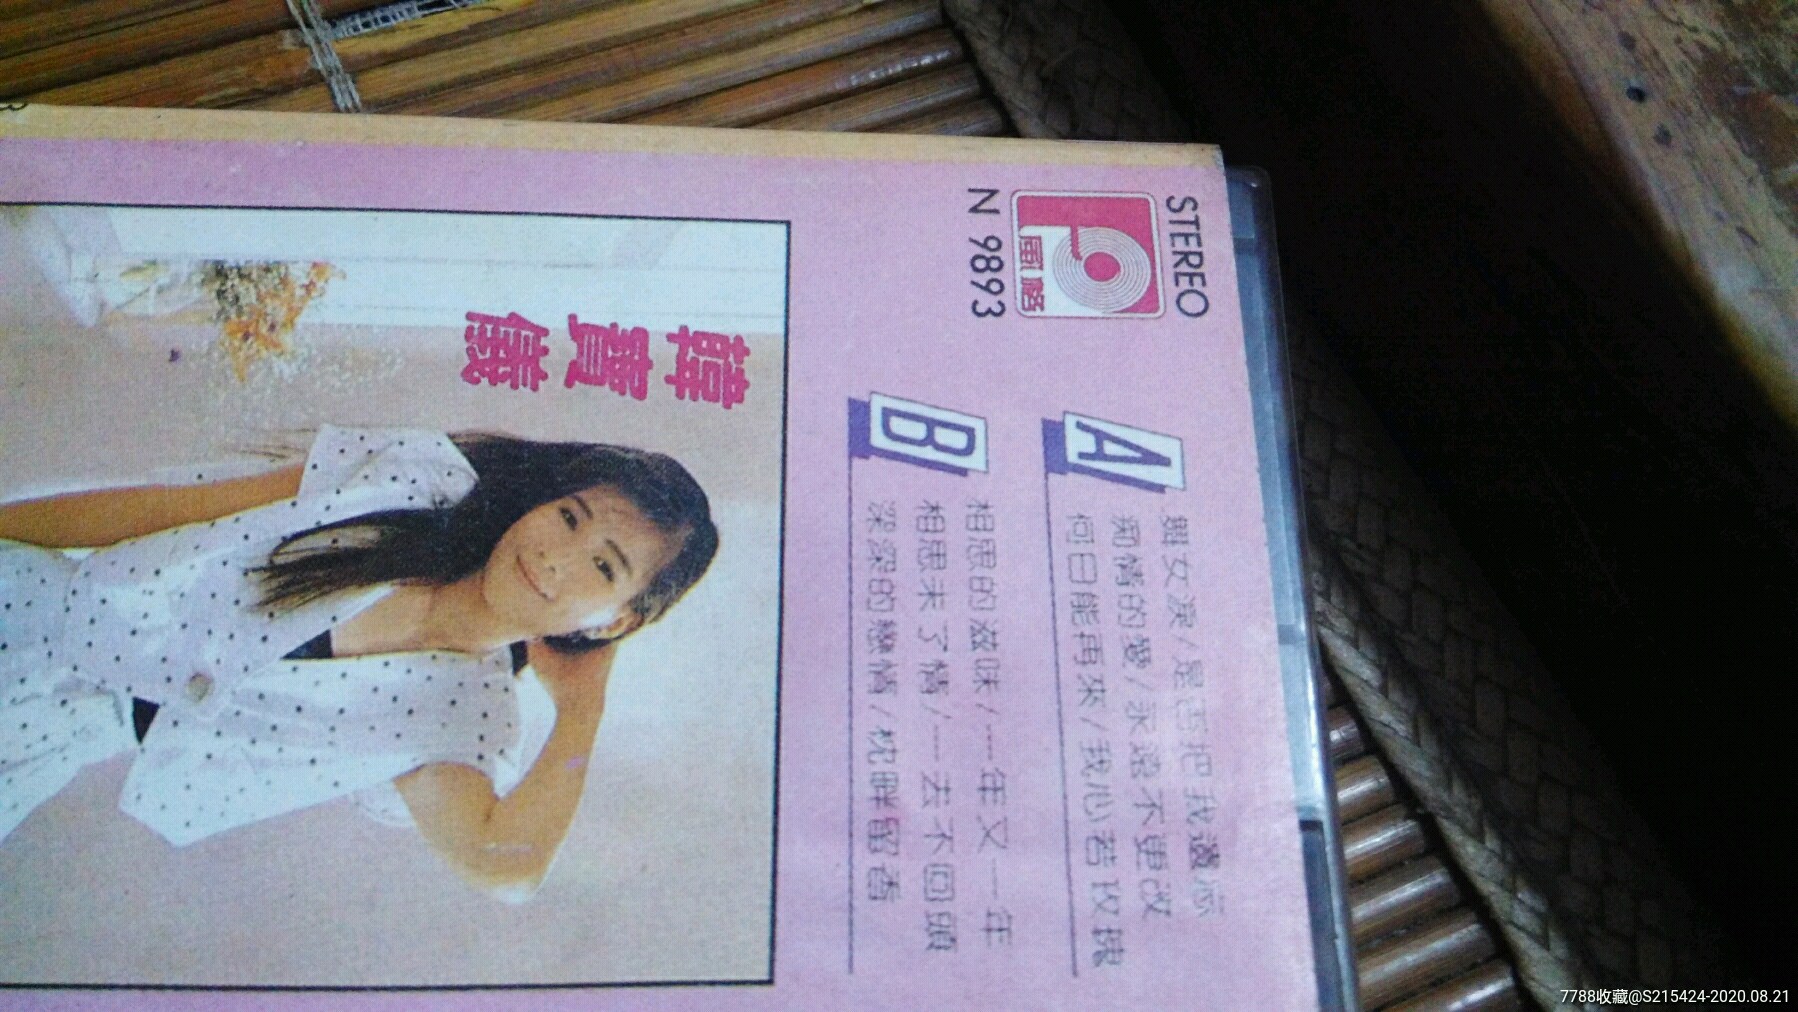 STEREO
N 9893
A
舞女淚/是否把我遺忘
痴情的愛/永遠不更改
何日能再來/我心若玫瑰
B
相思的滋味/一年又一年
相思未了情/一去不回頭
深深的戀情/枕畔留香
韓寶儀
7788收藏@S215424-2020.08.21